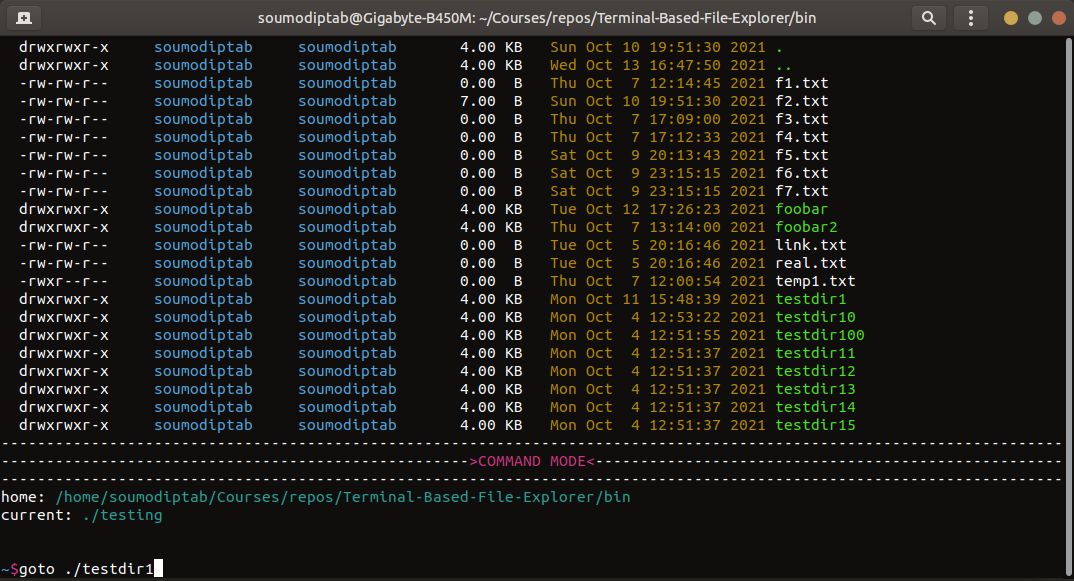 soumodiptab@Gigabyte-B450M: ~/Courses/repos/Terminal-Based-File-Explorer/bin
drwxrwxr-x     soumodiptab     soumodiptab       4.00 KB   Sun Oct 10 19:51:30 2021 .
drwxrwxr-x     soumodiptab     soumodiptab       4.00 KB   Wed Oct 13 16:47:50 2021 ..
-rw-rw-r--     soumodiptab     soumodiptab       0.00  B   Thu Oct  7 12:14:45 2021 f1.txt
-rw-rw-r--     soumodiptab     soumodiptab       7.00  B   Sun Oct 10 19:51:30 2021 f2.txt
-rw-rw-r--     soumodiptab     soumodiptab       0.00  B   Thu Oct  7 17:09:00 2021 f3.txt
-rw-rw-r--     soumodiptab     soumodiptab       0.00  B   Thu Oct  7 17:12:33 2021 f4.txt
-rw-rw-r--     soumodiptab     soumodiptab       0.00  B   Sat Oct  9 20:13:43 2021 f5.txt
-rw-rw-r--     soumodiptab     soumodiptab       0.00  B   Sat Oct  9 23:15:15 2021 f6.txt
-rw-rw-r--     soumodiptab     soumodiptab       0.00  B   Sat Oct  9 23:15:15 2021 f7.txt
drwxrwxr-x     soumodiptab     soumodiptab       4.00 KB   Tue Oct 12 17:26:23 2021 foobar
drwxrwxr-x     soumodiptab     soumodiptab       4.00 KB   Thu Oct  7 13:14:00 2021 foobar2
-rw-rw-r--     soumodiptab     soumodiptab       0.00  B   Tue Oct  5 20:16:46 2021 link.txt
-rw-rw-r--     soumodiptab     soumodiptab       0.00  B   Tue Oct  5 20:16:46 2021 real.txt
-rwxr--r--     soumodiptab     soumodiptab       0.00  B   Thu Oct  7 12:00:54 2021 temp1.txt
drwxrwxr-x     soumodiptab     soumodiptab       4.00 KB   Mon Oct 11 15:48:39 2021 testdir1
drwxrwxr-x     soumodiptab     soumodiptab       4.00 KB   Mon Oct  4 12:53:22 2021 testdir10
drwxrwxr-x     soumodiptab     soumodiptab       4.00 KB   Mon Oct  4 12:51:55 2021 testdir100
drwxrwxr-x     soumodiptab     soumodiptab       4.00 KB   Mon Oct  4 12:51:37 2021 testdir11
drwxrwxr-x     soumodiptab     soumodiptab       4.00 KB   Mon Oct  4 12:51:37 2021 testdir12
drwxrwxr-x     soumodiptab     soumodiptab       4.00 KB   Mon Oct  4 12:51:37 2021 testdir13
drwxrwxr-x     soumodiptab     soumodiptab       4.00 KB   Mon Oct  4 12:51:37 2021 testdir14
drwxrwxr-x     soumodiptab     soumodiptab       4.00 KB   Mon Oct  4 12:51:37 2021 testdir15
----------------------------------------------------------------------------------------------------------------------
---------------------------------------------------->COMMAND MODE<----------------------------------------------------
----------------------------------------------------------------------------------------------------------------------
home: /home/soumodiptab/Courses/repos/Terminal-Based-File-Explorer/bin
current: ./testing
~$goto ./testdir1